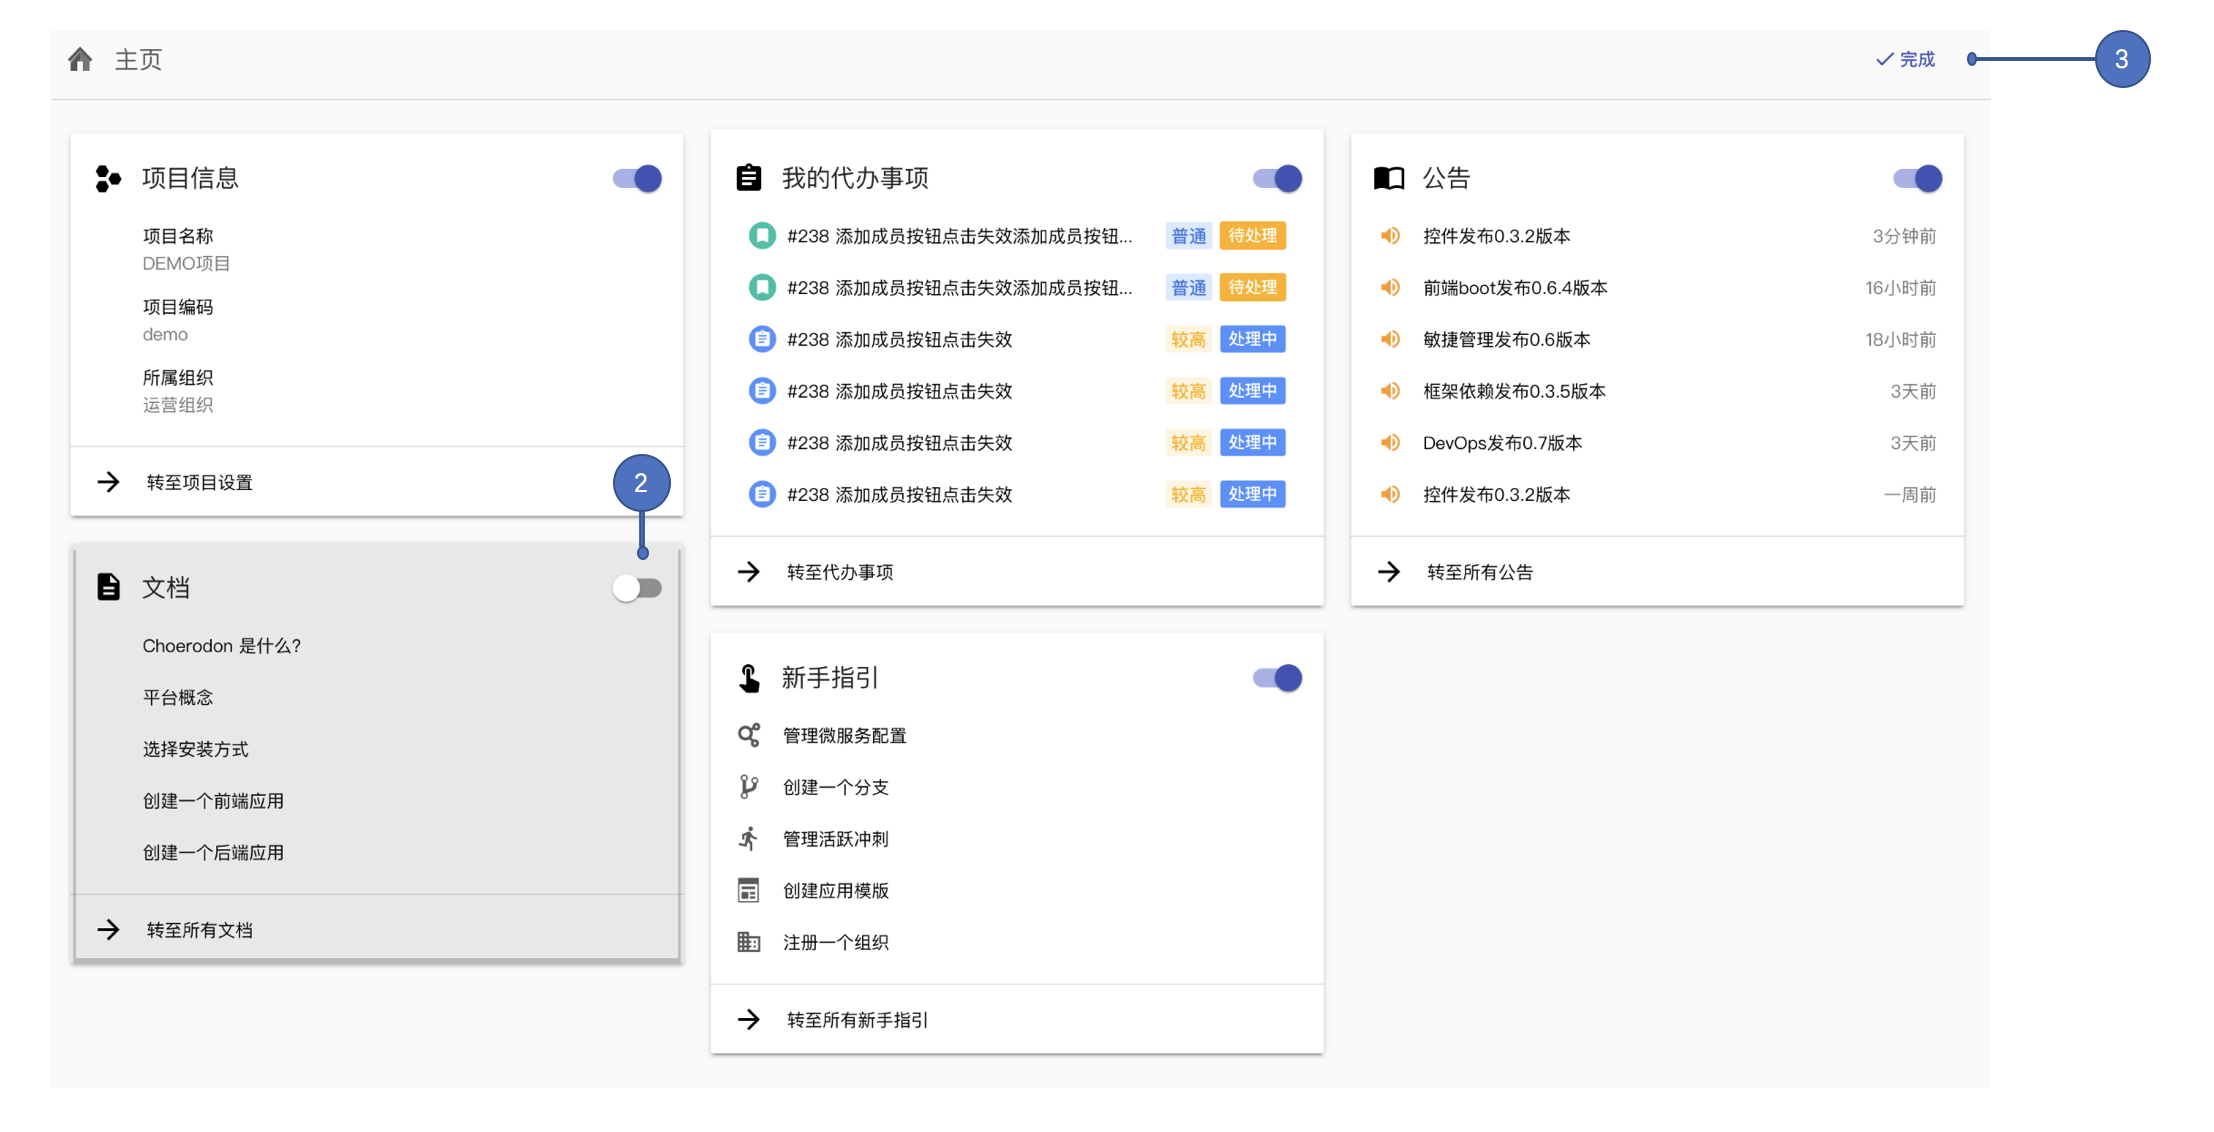 主页
完成
3
项目信息
项目名称
DEMO项目
项目编码
demo
所属组织
运营组织
转至项目设置
2
文档
Choerodon 是什么?
平台概念
选择安装方式
创建一个前端应用
创建一个后端应用
转至所有文档
我的代办事项
#238 添加成员按钮点击失效添加成员按钮... 普通 待处理
#238 添加成员按钮点击失效添加成员按钮... 普通 待处理
#238 添加成员按钮点击失效 较高 处理中
#238 添加成员按钮点击失效 较高 处理中
#238 添加成员按钮点击失效 较高 处理中
#238 添加成员按钮点击失效 较高 处理中
转至代办事项
新手指引
管理微服务配置
创建一个分支
管理活跃冲刺
创建应用模版
注册一个组织
转至所有新手指引
公告
控件发布0.3.2版本 3分钟前
前端boot发布0.6.4版本 16小时前
敏捷管理发布0.6版本 18小时前
框架依赖发布0.3.5版本 3天前
DevOps发布0.7版本 3天前
控件发布0.3.2版本 一周前
转至所有公告